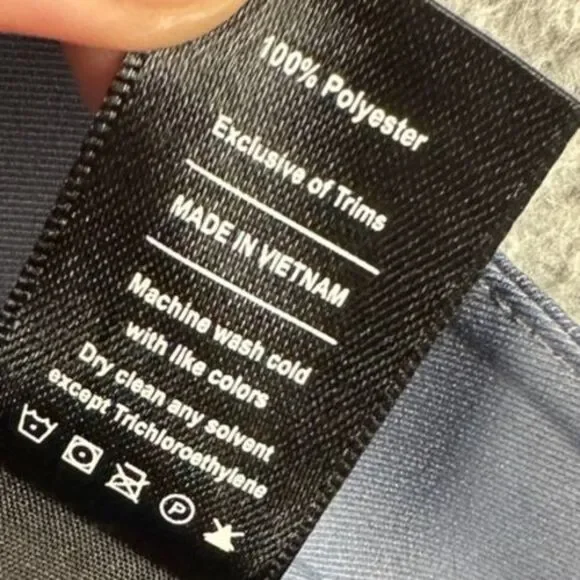 100% Polyester
Exclusive of Trims
MADE IN VIETNAM
Machine wash cold
with like colors
Dry clean any solvent
except Trichloroethylene
P